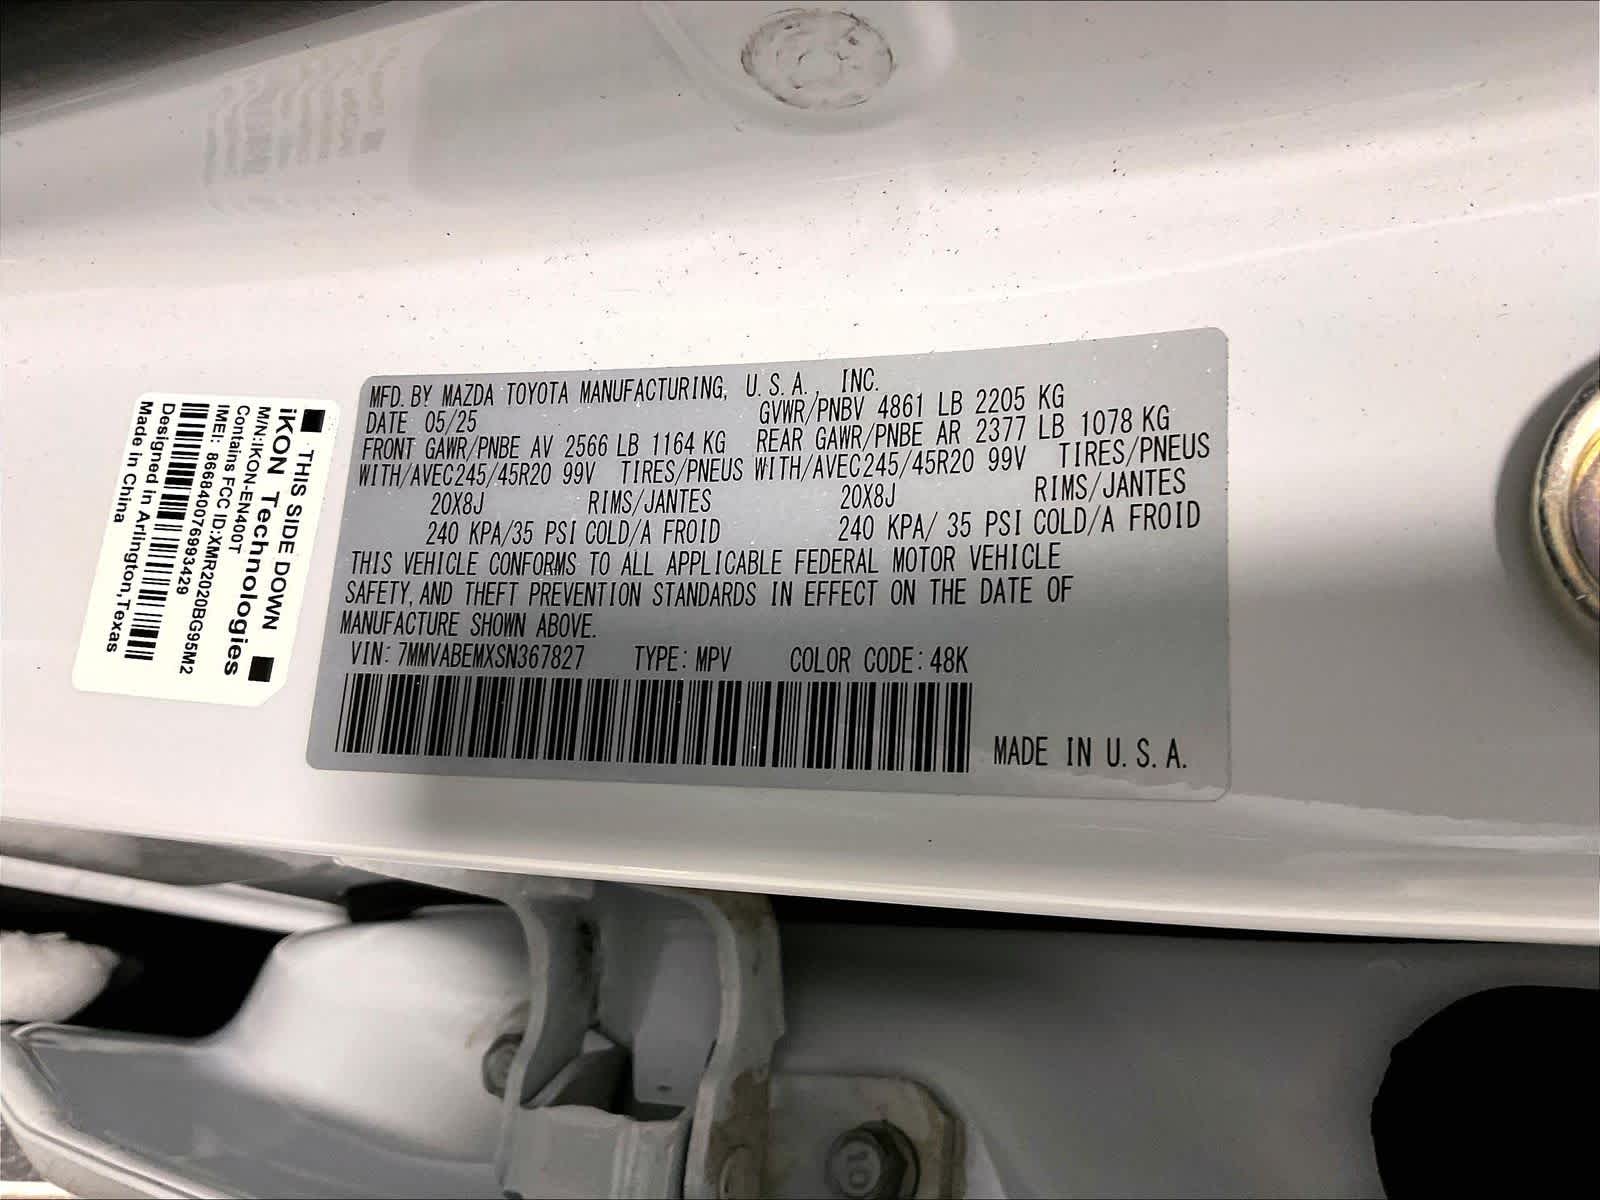 THIS SIDE DOWN
iKON Technologies
M/N:IKON-EN400T
Contains FCC ID:XMR2020BG95M2
IMEI: 866840076993429
Designed in Arlington,Texas
Made in China
MFD. BY MAZDA TOYOTA MANUFACTURING, U.S.A., INC.
DATE 05/25 GVWR/PNBV 4861 LB 2205 KG
FRONT GAWR/PNBE AV 2566 LB 1164 KG REAR GAWR/PNBE AR 2377 LB 1078 KG
WITH/AVEC245/45R20 99V TIRES/PNEUS WITH/AVEC245/45R20 99V TIRES/PNEUS
20X8J RIMS/JANTES 20X8J RIMS/JANTES
240 KPA/35 PSI COLD/A FROID 240 KPA/ 35 PSI COLD/A FROID
THIS VEHICLE CONFORMS TO ALL APPLICABLE FEDERAL MOTOR VEHICLE
SAFETY, AND THEFT PREVENTION STANDARDS IN EFFECT ON THE DATE OF
MANUFACTURE SHOWN ABOVE.
VIN: 7MMVABEMXSN367827 TYPE: MPV COLOR CODE: 48K
MADE IN U.S.A.
10